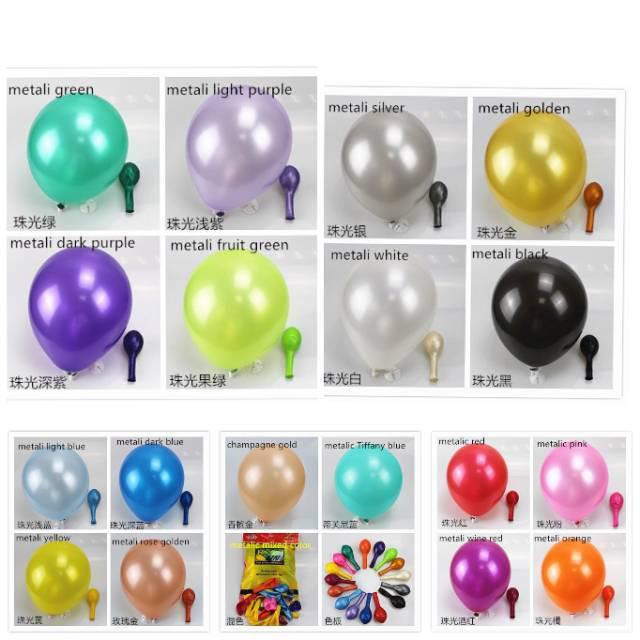 metali green
metali light purple
珠光绿
珠光浅紫
metali dark purple
metali fruit green
珠光深紫
珠光果绿
metali silver
metali golden
珠光银
珠光金
metali white
metali black
珠光白
珠光黑
metali light blue
metali dark blue
珠光浅蓝
珠光深蓝
metali yellow
metali rose golden
珠光黄
玫瑰金
champagne gold
metalic Tiffany blue
香槟金
蒂芙尼蓝
metalic mixed color
混色
色板
metalic red
metalic pink
珠光红
珠光粉
metali wine red
metali orange
珠光酒红
珠光橙